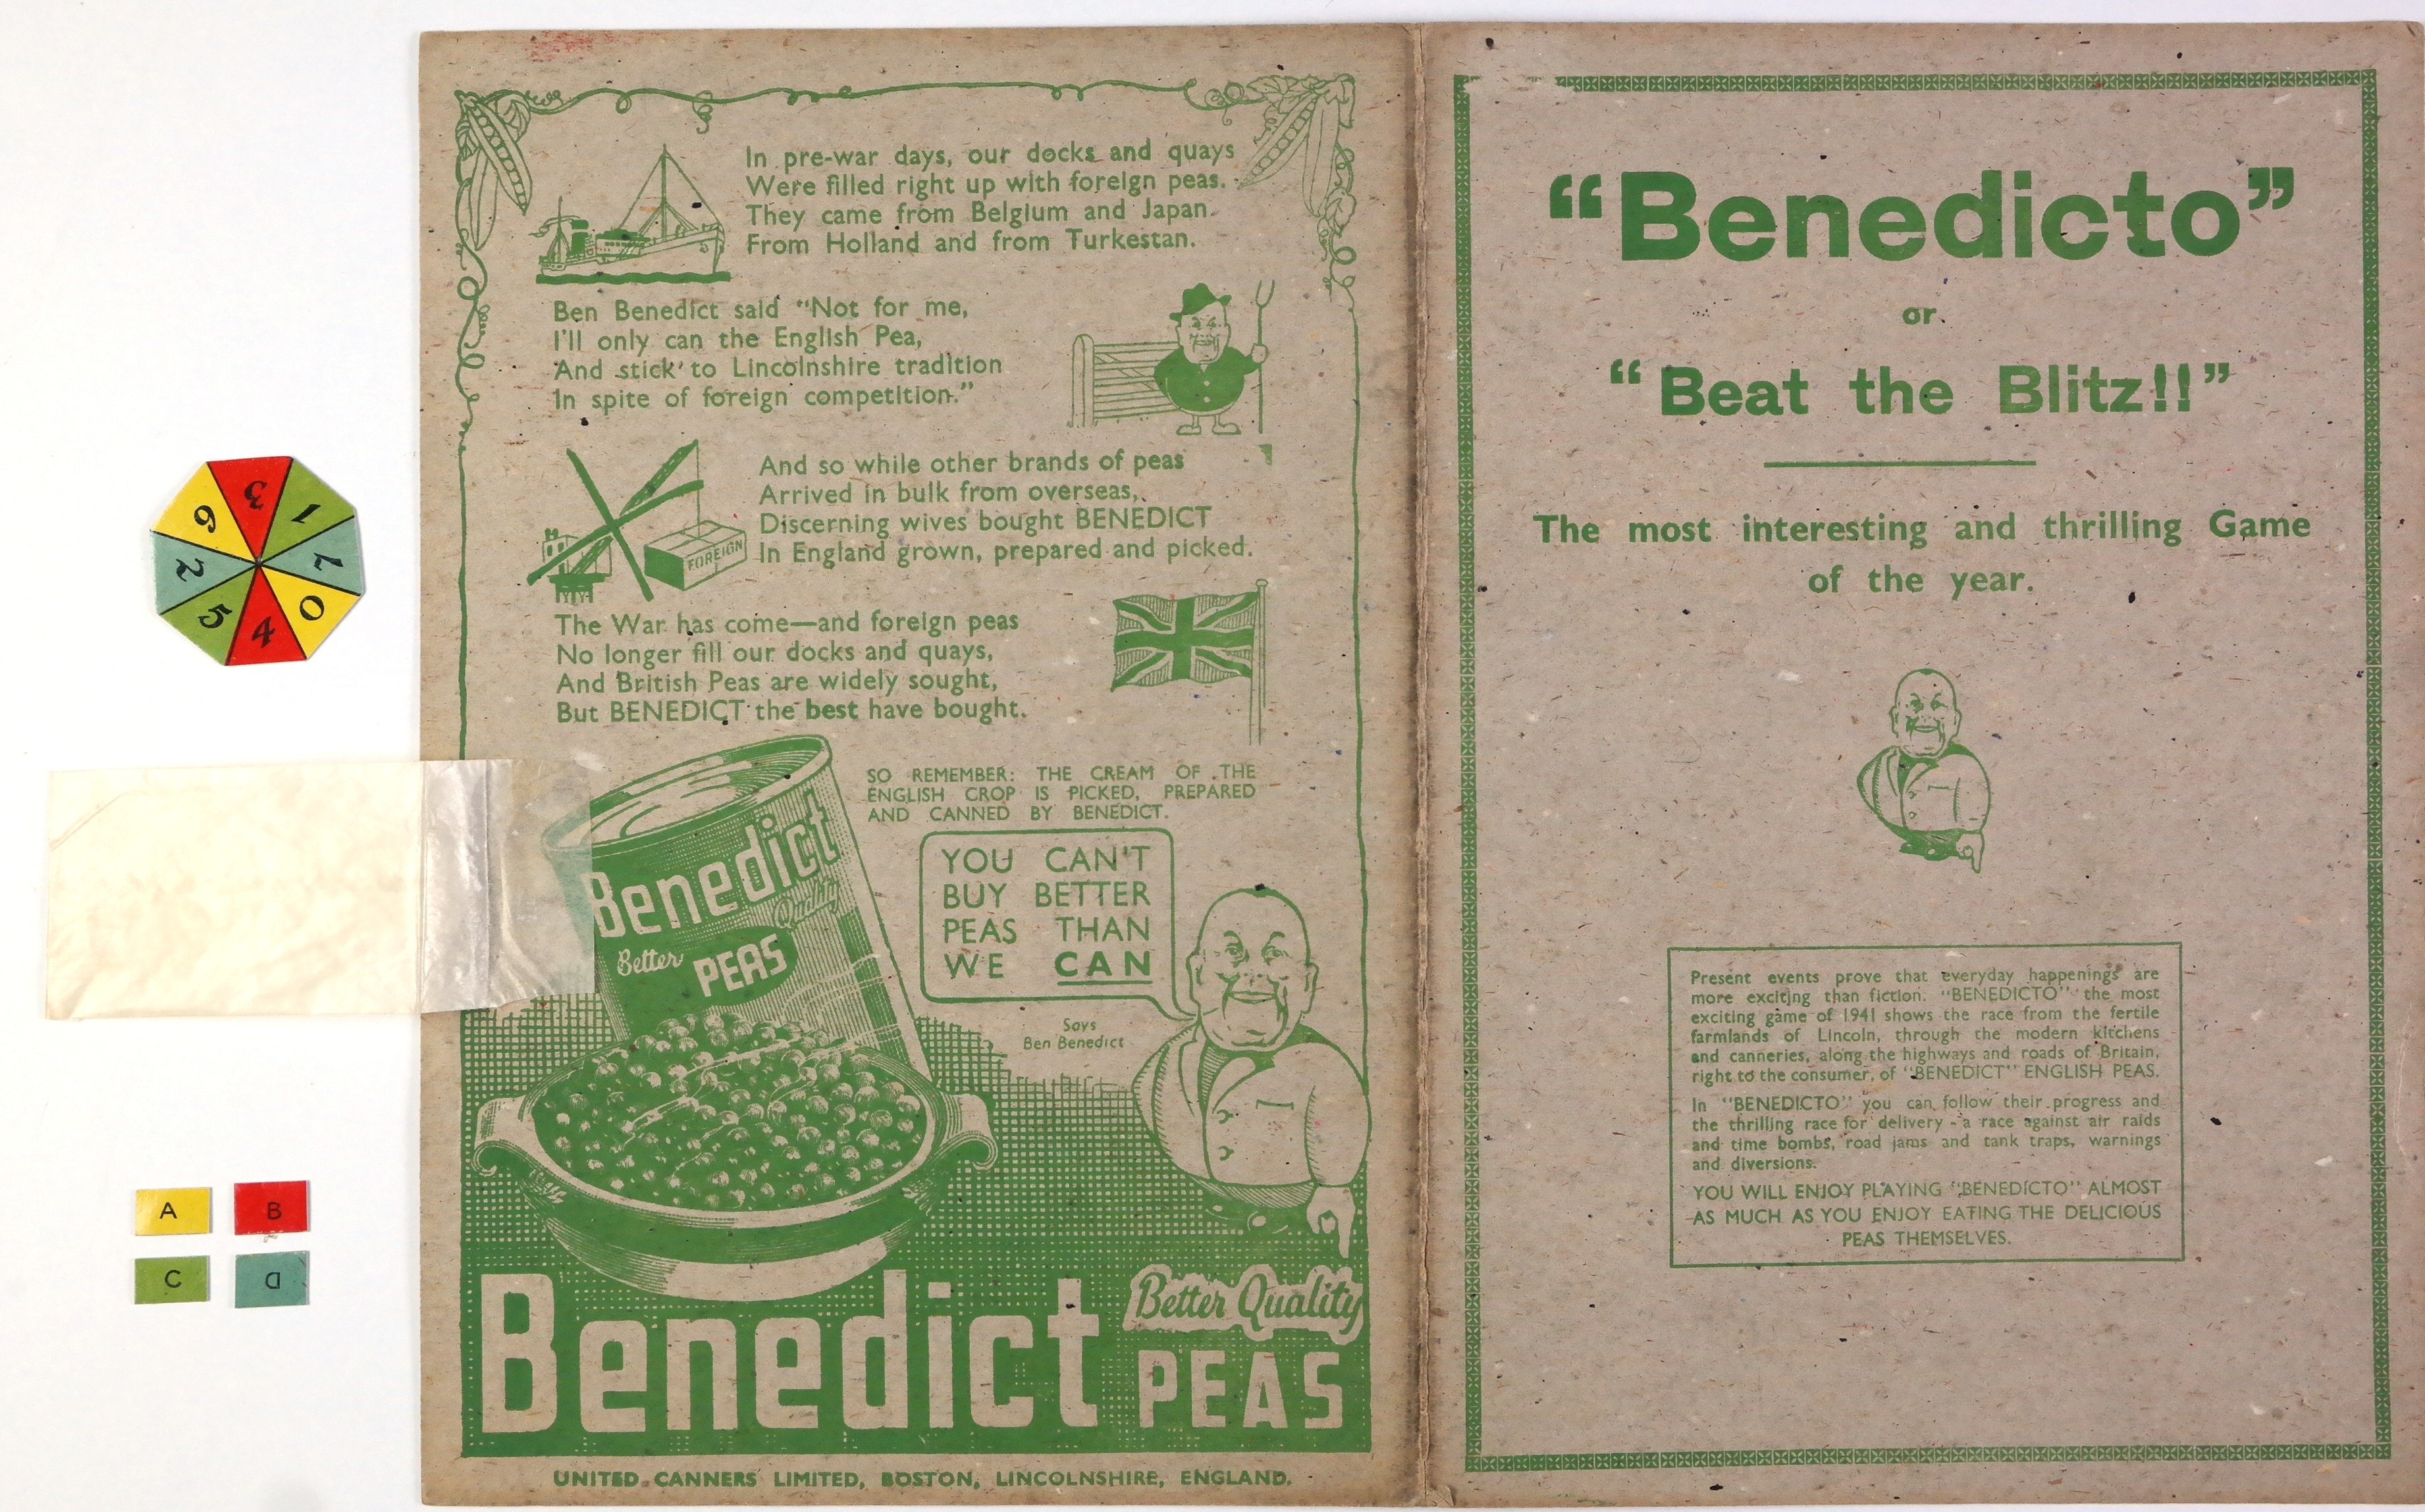 3
1
7
0
4
5
2
6
A
B
C
D
In pre-war days, our docks and quays
Were filled right up with foreign peas.
They came from Belgium and Japan
From Holland and from Turkestan.
Ben Benedict said "Not for me,
I'll only can the English Pea,
And stick to Lincolnshire tradition
In spite of foreign competition."
And so while other brands of peas
Arrived in bulk from overseas,
Discerning wives bought BENEDICT
In England grown, prepared and picked.
FOREIGN
The War has come—and foreign peas
No longer fill our docks and quays,
And British Peas are widely sought,
But BENEDICT the best have bought.
SO REMEMBER: THE CREAM OF THE
ENGLISH CROP IS PICKED, PREPARED
AND CANNED BY BENEDICT.
Benedict
Quality
Better PEAS
YOU CAN'T
BUY BETTER
PEAS THAN
WE CAN
Says
Ben Benedict
Better Quality
Benedict PEAS
UNITED CANNERS LIMITED, BOSTON, LINCOLNSHIRE, ENGLAND.
"Benedicto"
or
"Beat the Blitz!!"
The most interesting and thrilling Game
of the year.
Present events prove that everyday happenings are
more exciting than fiction. "BENEDICTO" the most
exciting game of 1941 shows the race from the fertile
farmlands of Lincoln, through the modern kitchens
and canneries, along the highways and roads of Britain,
right to the consumer, of "BENEDICT" ENGLISH PEAS.
In "BENEDICTO" you can follow their progress and
the thrilling race for delivery - a race against air raids
and time bombs, road jams and tank traps, warnings
and diversions.
YOU WILL ENJOY PLAYING "BENEDICTO" ALMOST
AS MUCH AS YOU ENJOY EATING THE DELICIOUS
PEAS THEMSELVES.